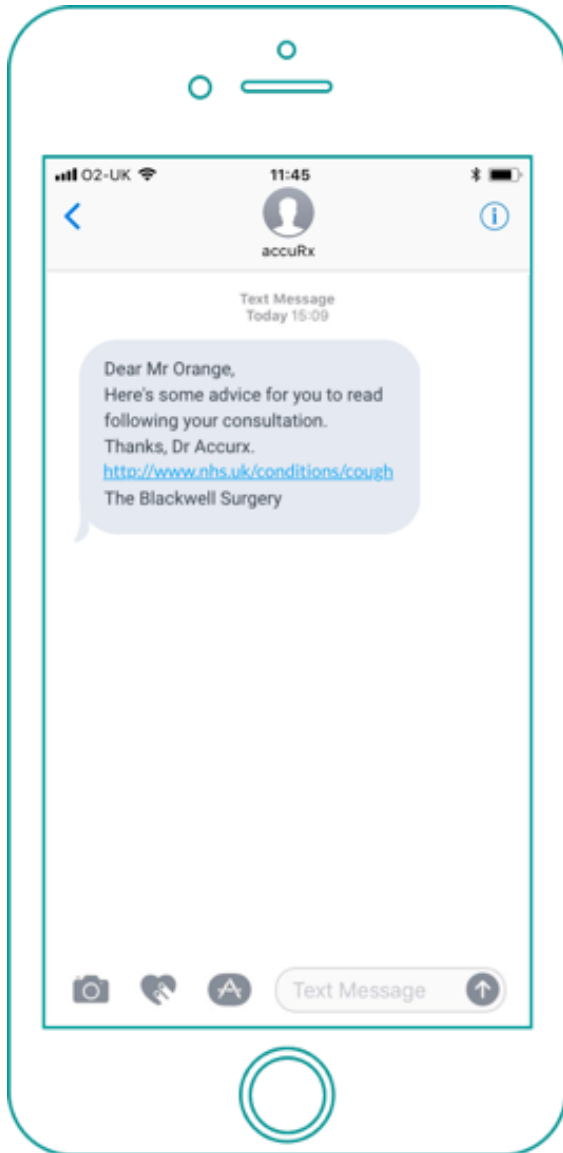 O2-UK 11:45
accuRx
Text Message
Today 15:09
Dear Mr Orange,
Here's some advice for you to read
following your consultation.
Thanks, Dr Accurx.
http://www.nhs.uk/conditions/cough
The Blackwell Surgery
Text Message